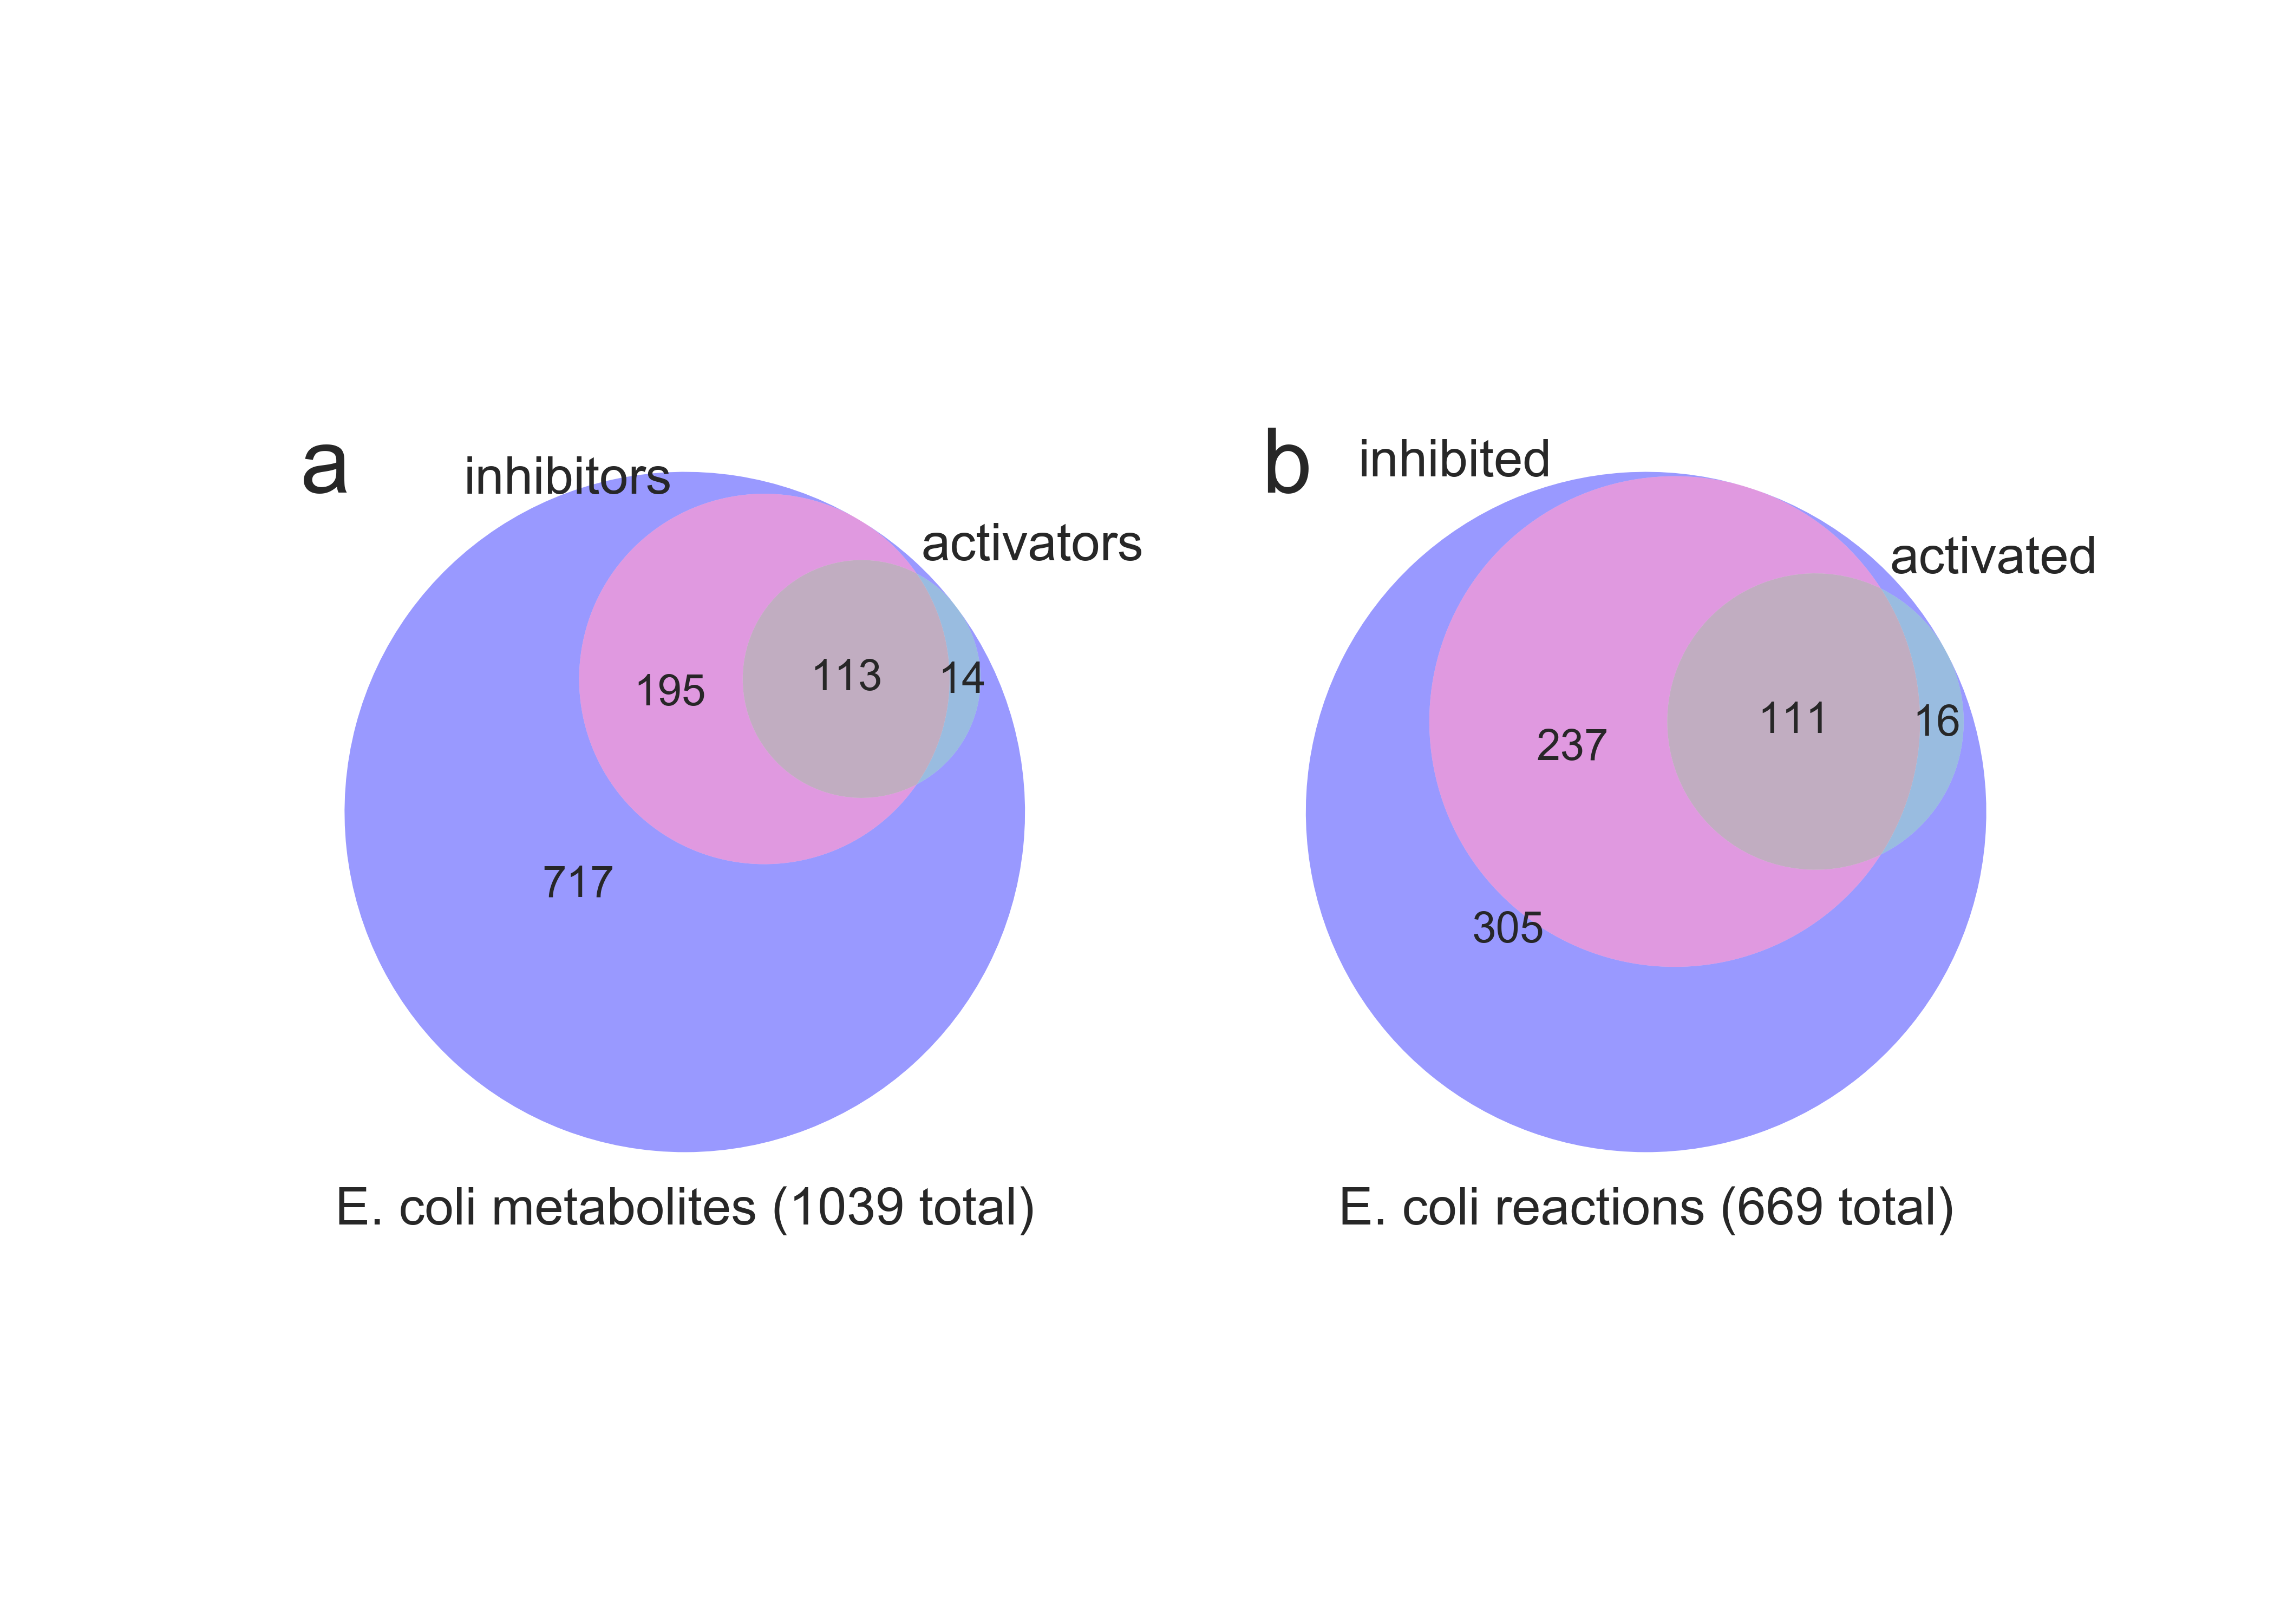 a
inhibitors
activators
195
113
14
717
E. coli metabolites (1039 total)
b
inhibited
activated
237
111
16
305
E. coli reactions (669 total)